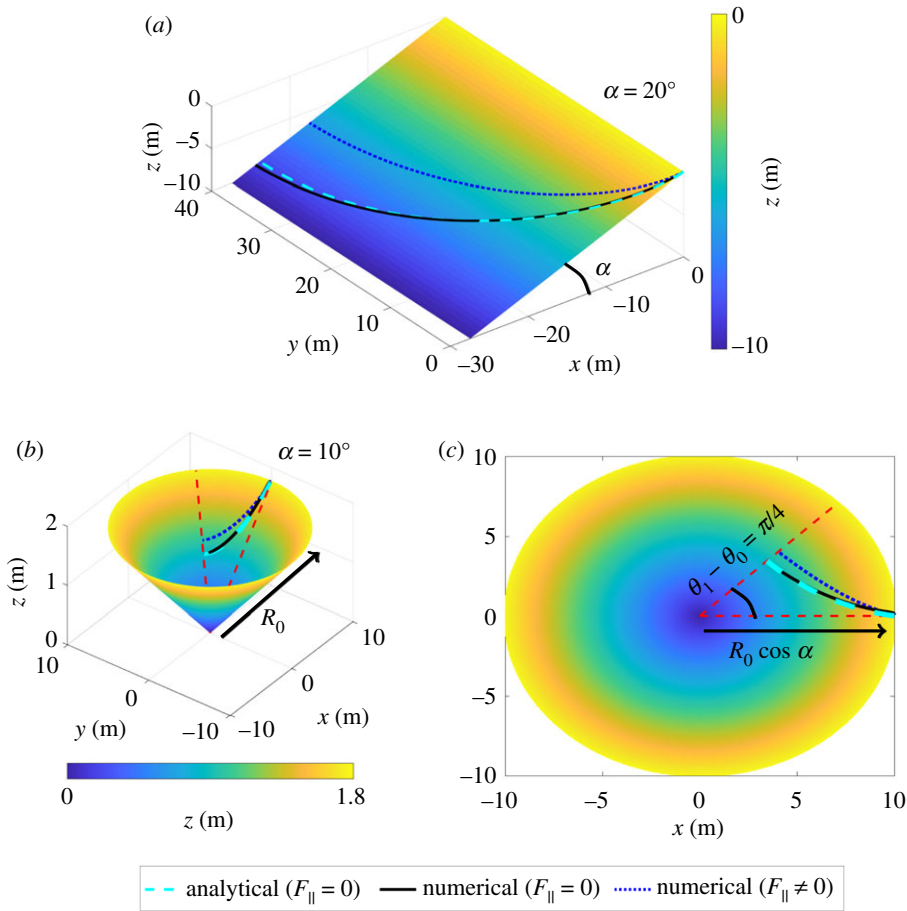 (a)
α = 20°
0
z (m)
–10
z (m)
0
–5
–10
40
30
20
10
0
y (m)
α
0
–10
–20
–30
x (m)
(b)
α = 10°
z (m)
2
1
1
0
10
0
–10
y (m)
R0
10
0
–10
x (m)
0
1.8
z (m)
(c)
10
5
0
–5
–10
θ1 – θ0 = π/4
R0 cos α
–10
–5
0
5
10
x (m)
analytical (F|| = 0) numerical (F|| = 0) numerical (F|| ≠ 0)